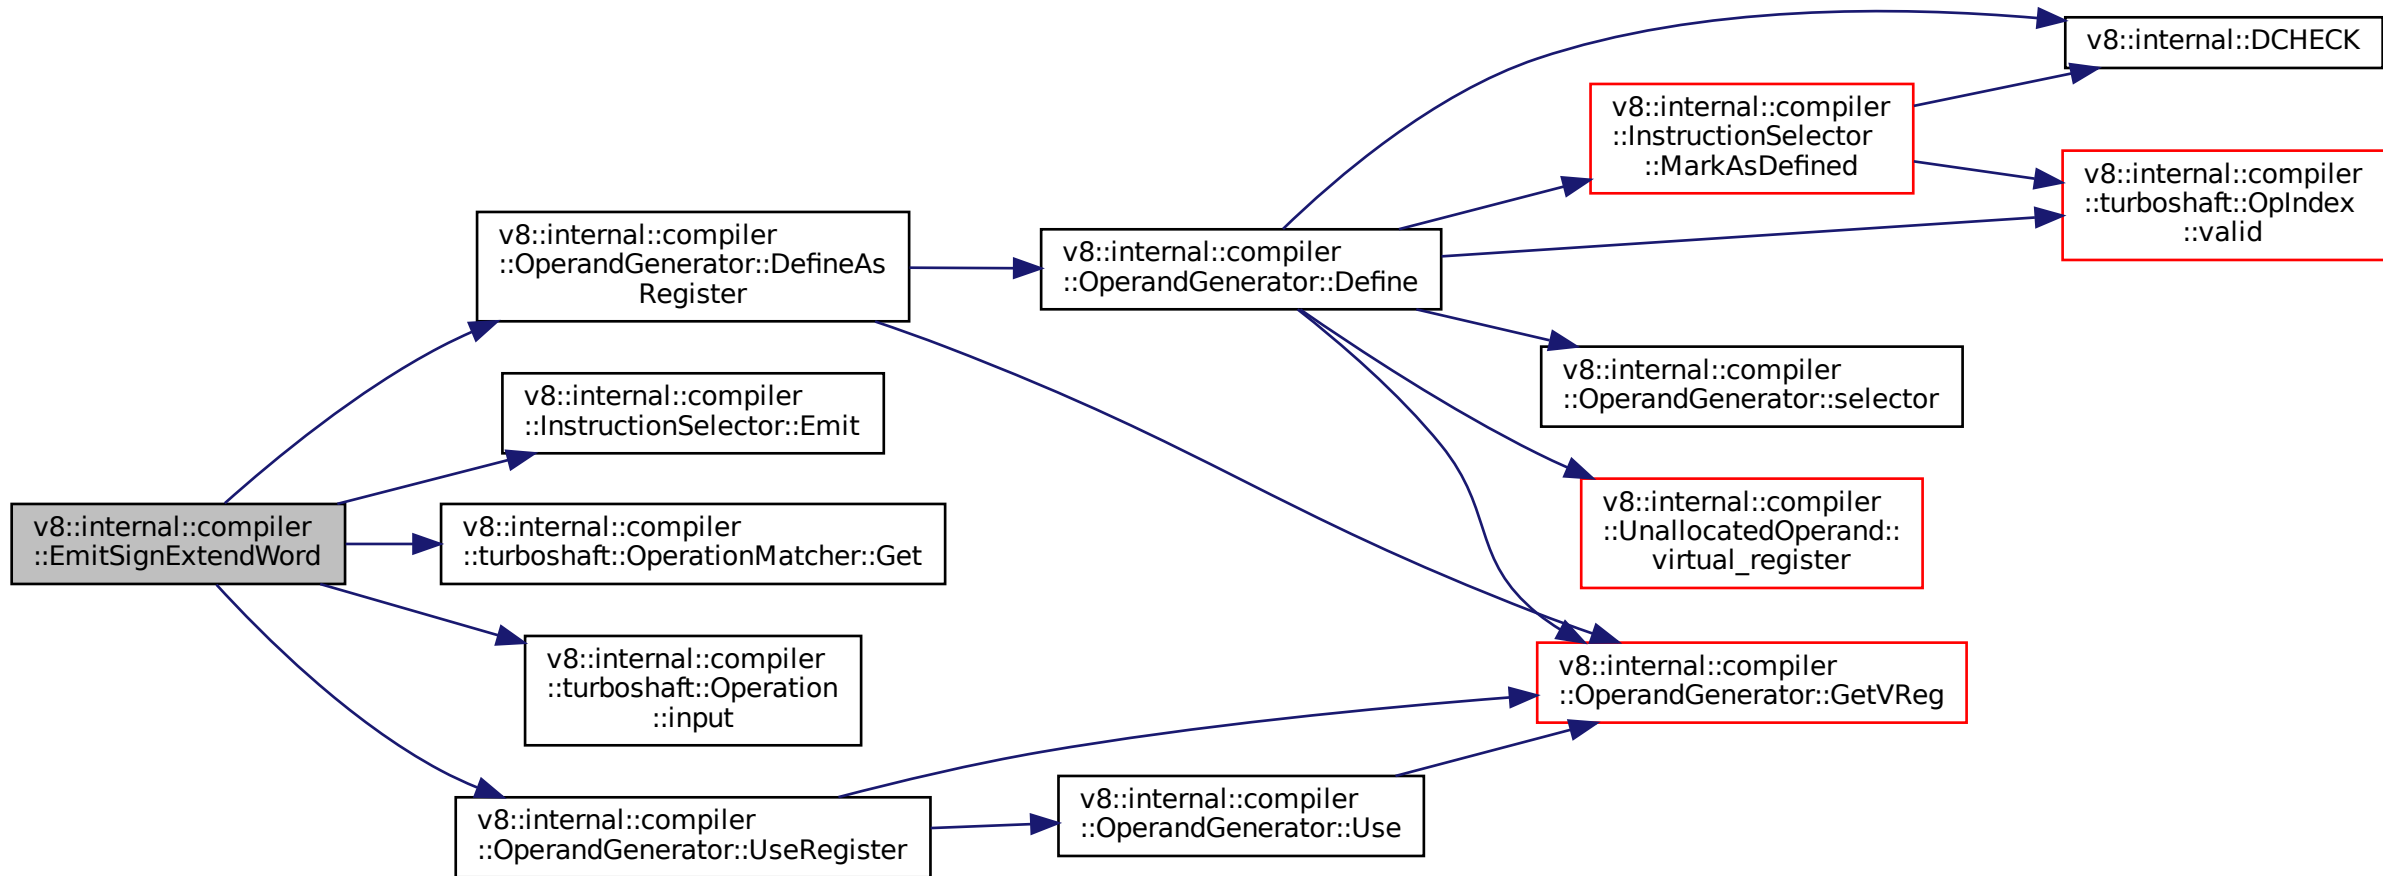 v8::internal::compiler
::EmitSignExtendWord
v8::internal::compiler
::OperandGenerator::DefineAs
Register
v8::internal::compiler
::InstructionSelector::Emit
v8::internal::compiler
::turboshaft::OperationMatcher::Get
v8::internal::compiler
::turboshaft::Operation
::input
v8::internal::compiler
::OperandGenerator::UseRegister
v8::internal::compiler
::OperandGenerator::Define
v8::internal::compiler
::OperandGenerator::Use
v8::internal::compiler
::InstructionSelector
::MarkAsDefined
v8::internal::compiler
::OperandGenerator::selector
v8::internal::compiler
::UnallocatedOperand::
virtual_register
v8::internal::compiler
::OperandGenerator::GetVReg
v8::internal::DCHECK
v8::internal::compiler
::turboshaft::OpIndex
::valid